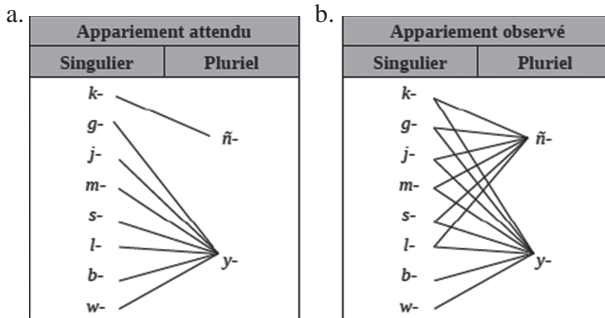 a.
Appariement attendu
Singulier Pluriel
k-
g-
ñ-
j-
m-
s-
l-
y-
b-
w-
b.
Appariement observé
Singulier Pluriel
k-
g-
ñ-
j-
m-
s-
l-
y-
b-
w-